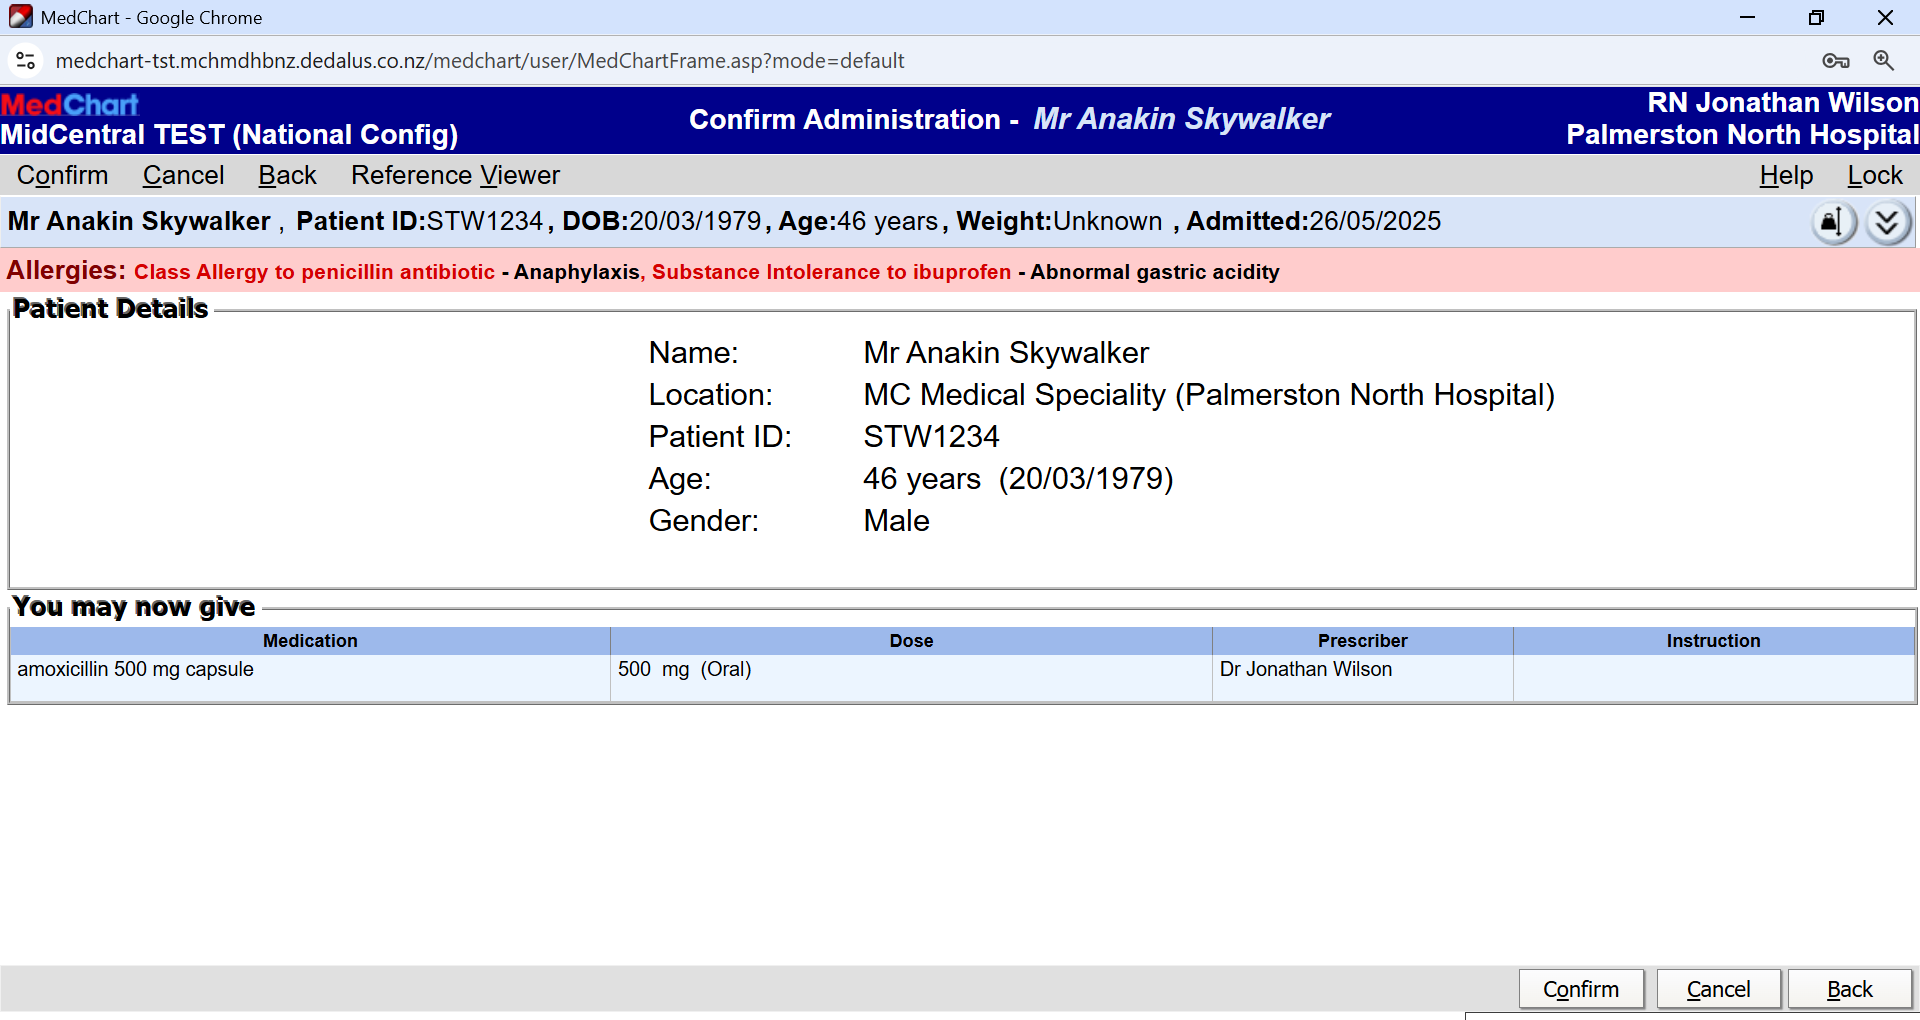 MedChart - Google Chrome
medchart-tst.mchmdhbnz.dedalus.co.nz/medchart/user/MedChartFrame.asp?mode=default
MedChart
MidCentral TEST (National Config)
Confirm Administration - Mr Anakin Skywalker
RN Jonathan Wilson
Palmerston North Hospital
Confirm Cancel Back Reference Viewer Help Lock
Mr Anakin Skywalker , Patient ID:STW1234, DOB:20/03/1979, Age:46 years, Weight:Unknown , Admitted:26/05/2025
Allergies: Class Allergy to penicillin antibiotic - Anaphylaxis, Substance Intolerance to ibuprofen - Abnormal gastric acidity
Patient Details
Name: Mr Anakin Skywalker
Location: MC Medical Speciality (Palmerston North Hospital)
Patient ID: STW1234
Age: 46 years (20/03/1979)
Gender: Male
You may now give
Medication Dose Prescriber Instruction
amoxicillin 500 mg capsule 500 mg (Oral) Dr Jonathan Wilson
Confirm Cancel Back